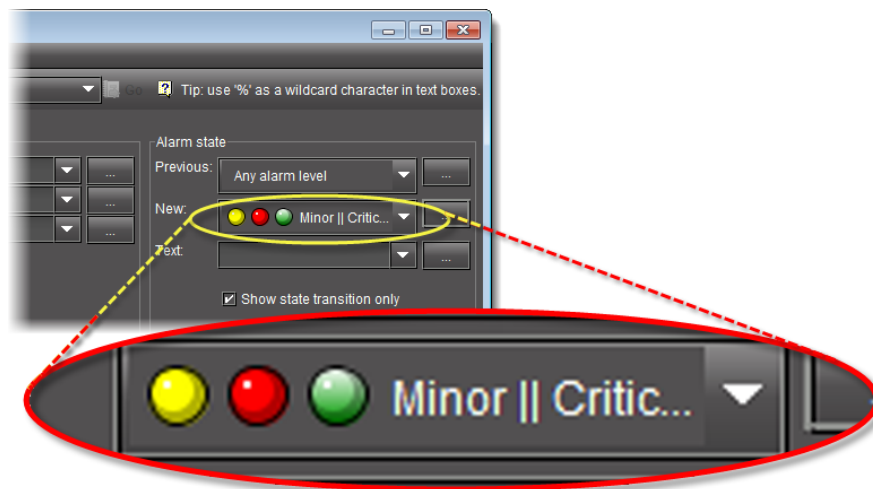 Go
Tip: use '%' as a wildcard character in text boxes.
Alarm state
Previous:
Any alarm level
...
...
New:
Minor || Critic...
...
...
Text:
...
...
Show state transition only
Minor || Critic...